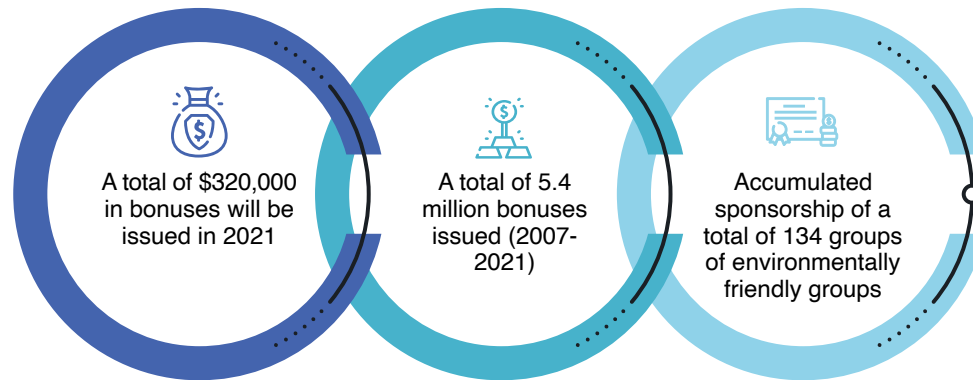 A total of $320,000
in bonuses will be
issued in 2021
A total of 5.4
million bonuses
issued (2007-
2021)
Accumulated
sponsorship of a
total of 134 groups
of environmentally
friendly groups